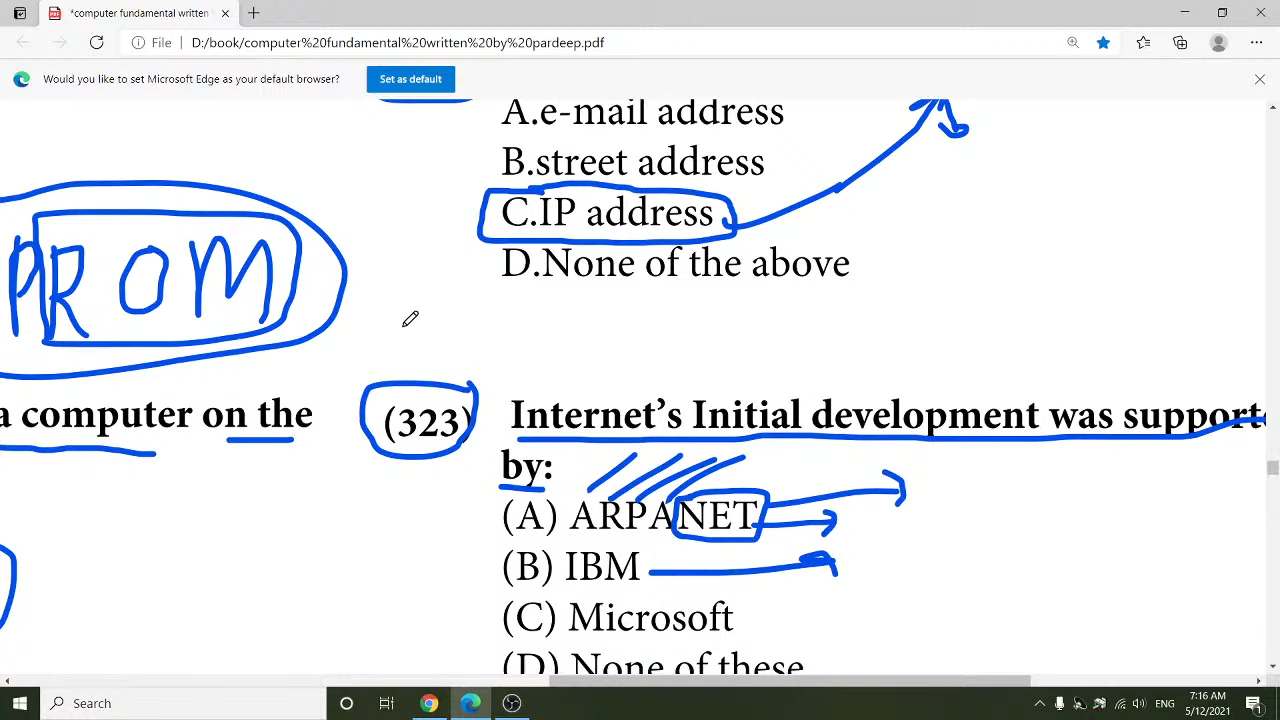 *computer fundamental written
File
D:/book/computer%20fundamental%20written%20by%20pardeep.pdf
Would you like to set Microsoft Edge as your default browser?
Set as default
A.e-mail address
B.street address
C.IP address
D.None of the above
PROM
a computer on the
(323)
Internet's Initial development was support
by:
(A) ARPANET
(B) IBM
(C) Microsoft
(D) None of these
Search
ENG
7:16 AM
5/12/2021